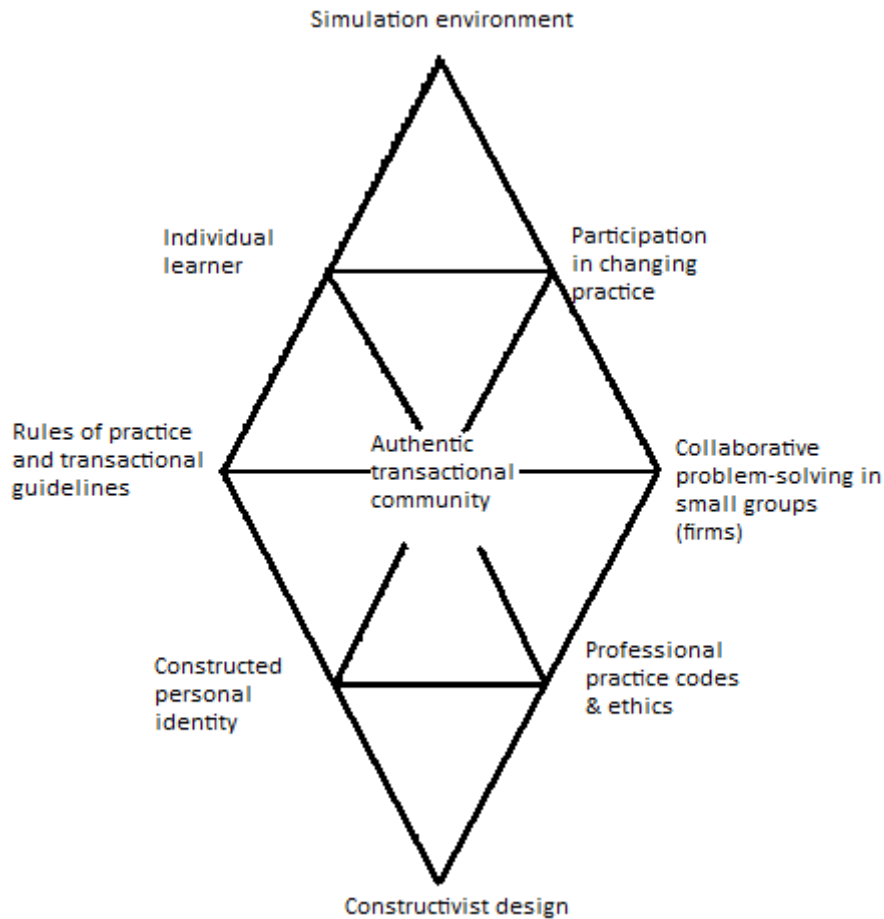 Simulation environment
Individual
learner
Participation
in changing
practice
Rules of practice
and transactional
guidelines
Authentic
transactional
community
Collaborative
problem-solving in
small groups
(firms)
Constructed
personal
identity
Professional
practice codes
& ethics
Constructivist design